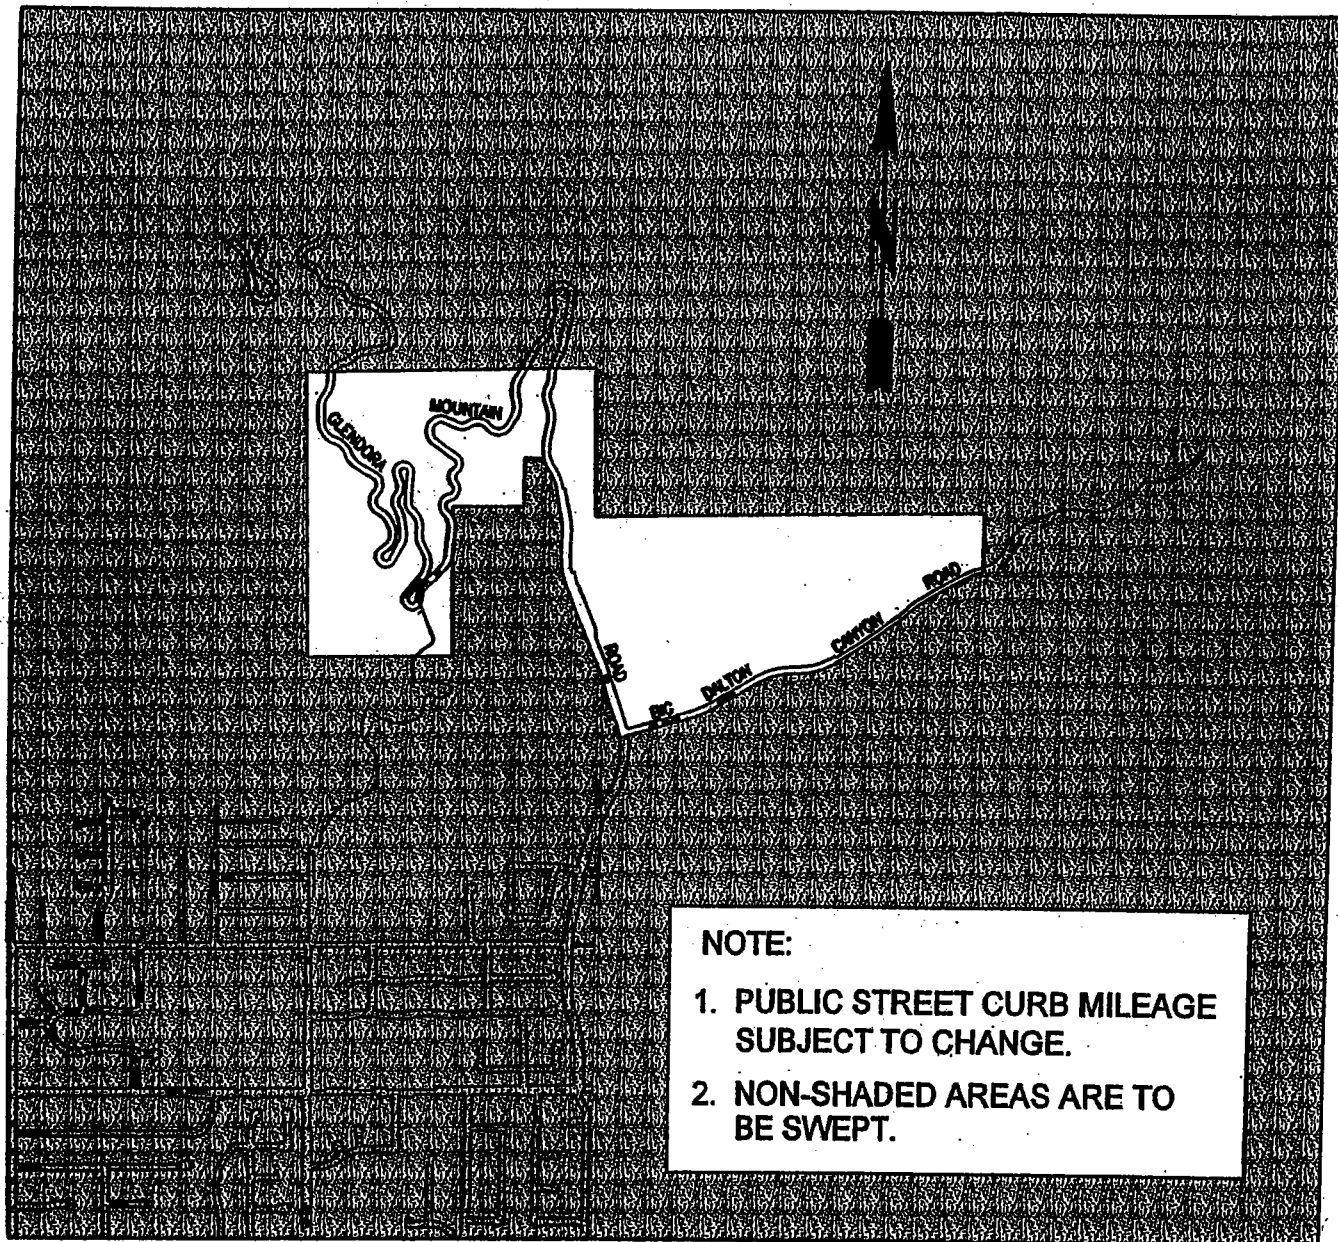 MOUNTAIN
GLENDORA
ROAD
ROAD
CANYON
DALTON
BIG
NOTE:
1. PUBLIC STREET CURB MILEAGE
SUBJECT TO CHANGE.
2. NON-SHADED AREAS ARE TO
BE SWEPT.